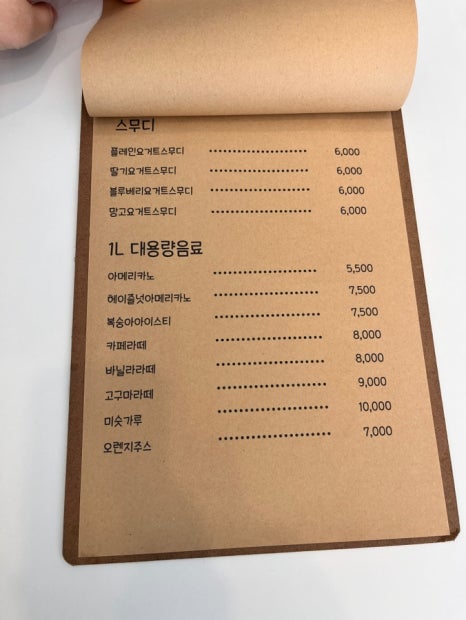 스무디
플레인요거트스무디 ・・・・・・・・・・・・・・・・ 6,000
딸기요거트스무디 ・・・・・・・・・・・・・・・・ 6,000
블루베리요거트스무디 ・・・・・・・・・・・・・・・・ 6,000
망고요거트스무디 ・・・・・・・・・・・・・・・・ 6,000
1L 대용량음료
아메리카노 ・・・・・・・・・・・・・・・・ 5,500
헤이즐넛아메리카노 ・・・・・・・・・・・・・・・・ 7,500
복숭아아이스티 ・・・・・・・・・・・・・・・・ 7,500
카페라떼 ・・・・・・・・・・・・・・・・ 8,000
바닐라라떼 ・・・・・・・・・・・・・・・・ 8,000
고구마라떼 ・・・・・・・・・・・・・・・・ 9,000
미숫가루 ・・・・・・・・・・・・・・・・ 10,000
오렌지주스 ・・・・・・・・・・・・・・・・ 7,000